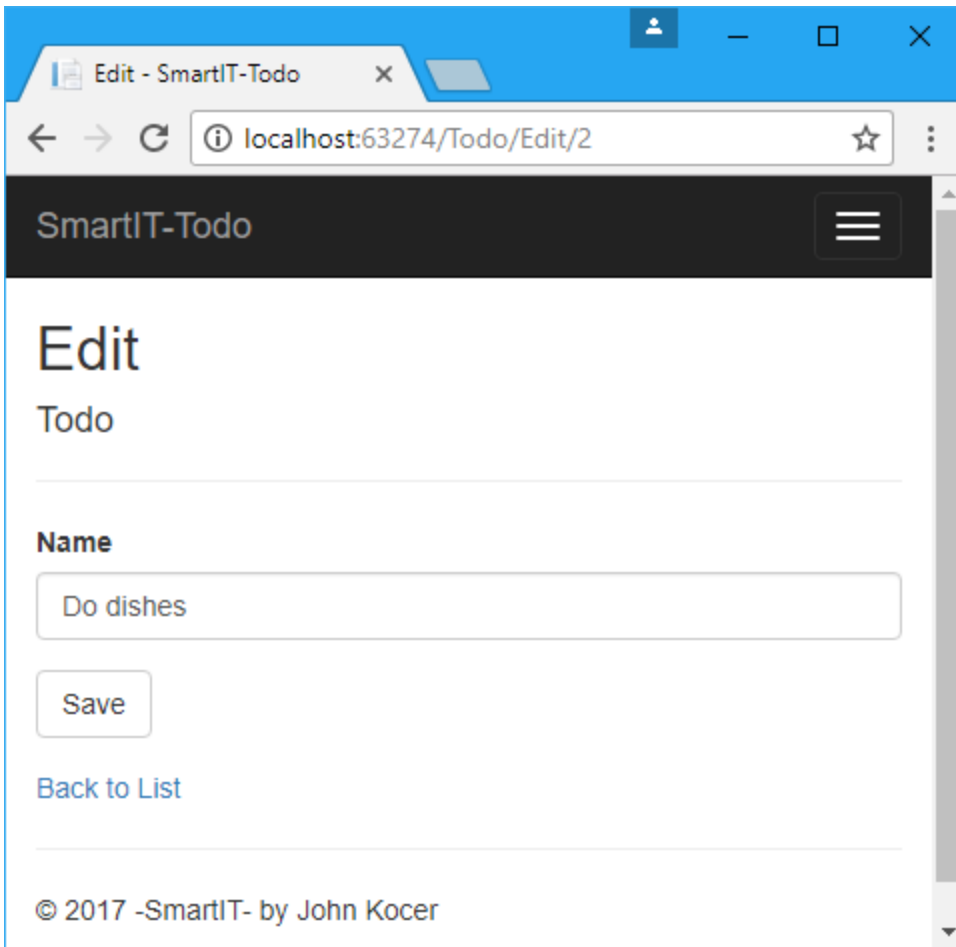 Edit - SmartIT-Todo
localhost:63274/Todo/Edit/2
SmartIT-Todo
Edit
Todo
Name
Do dishes
Save
Back to List
© 2017 -SmartIT- by John Kocer